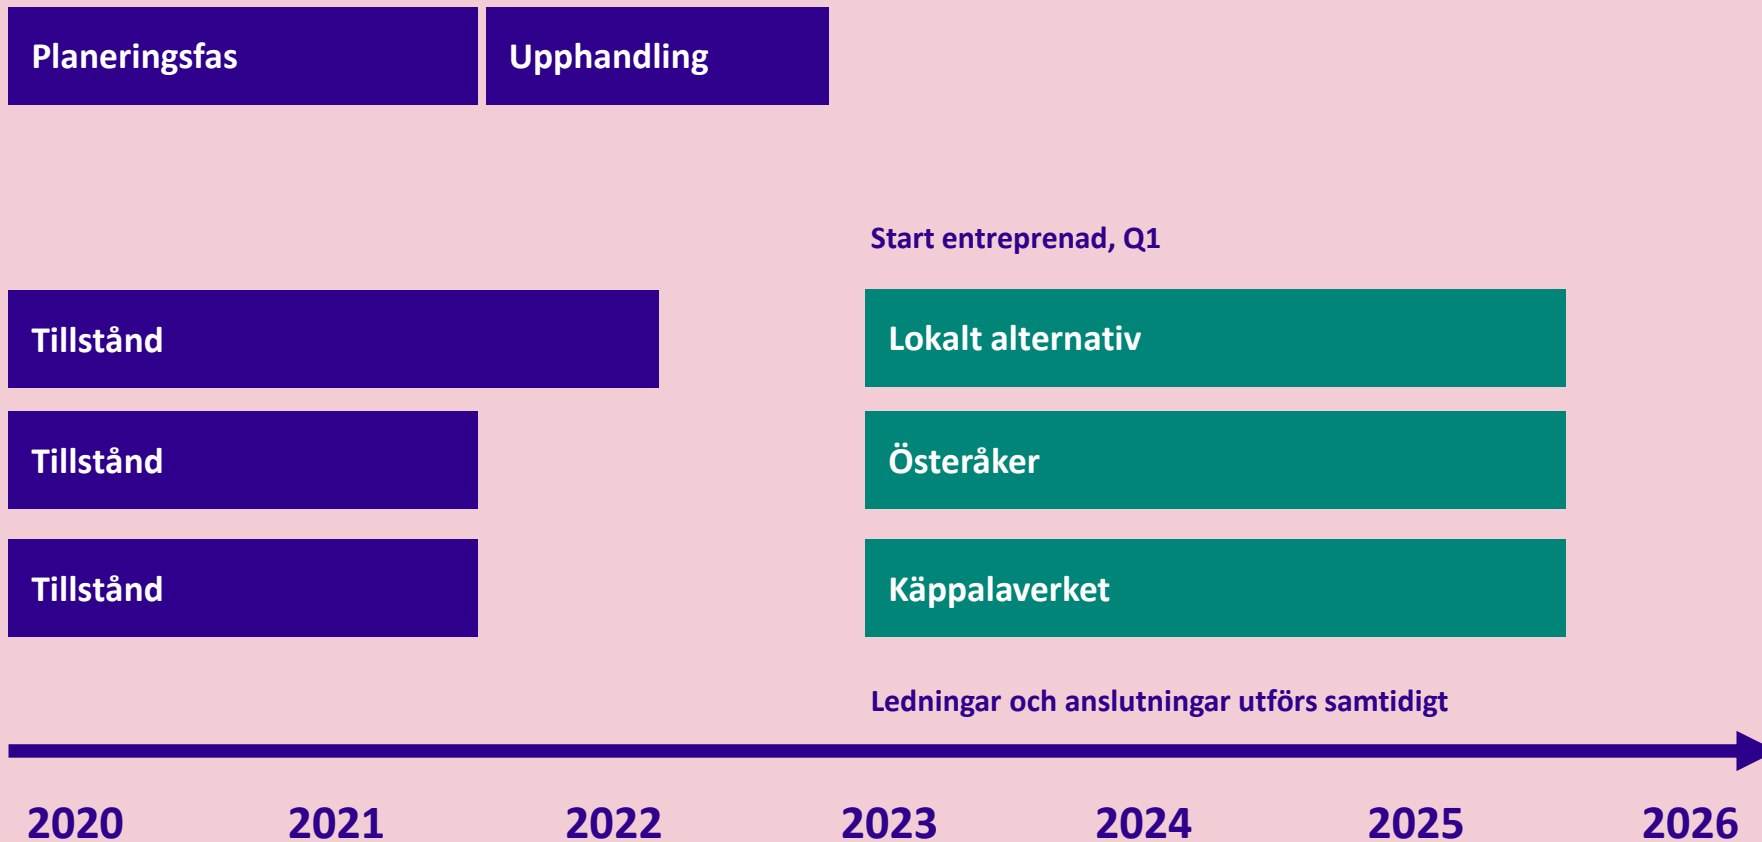 Planeringsfas
Upphandling
Start entreprenad, Q1
Tillstånd
Lokalt alternativ
Tillstånd
Österåker
Tillstånd
Käppalaverket
Ledningar och anslutningar utförs samtidigt
2020 2021 2022 2023 2024 2025 2026